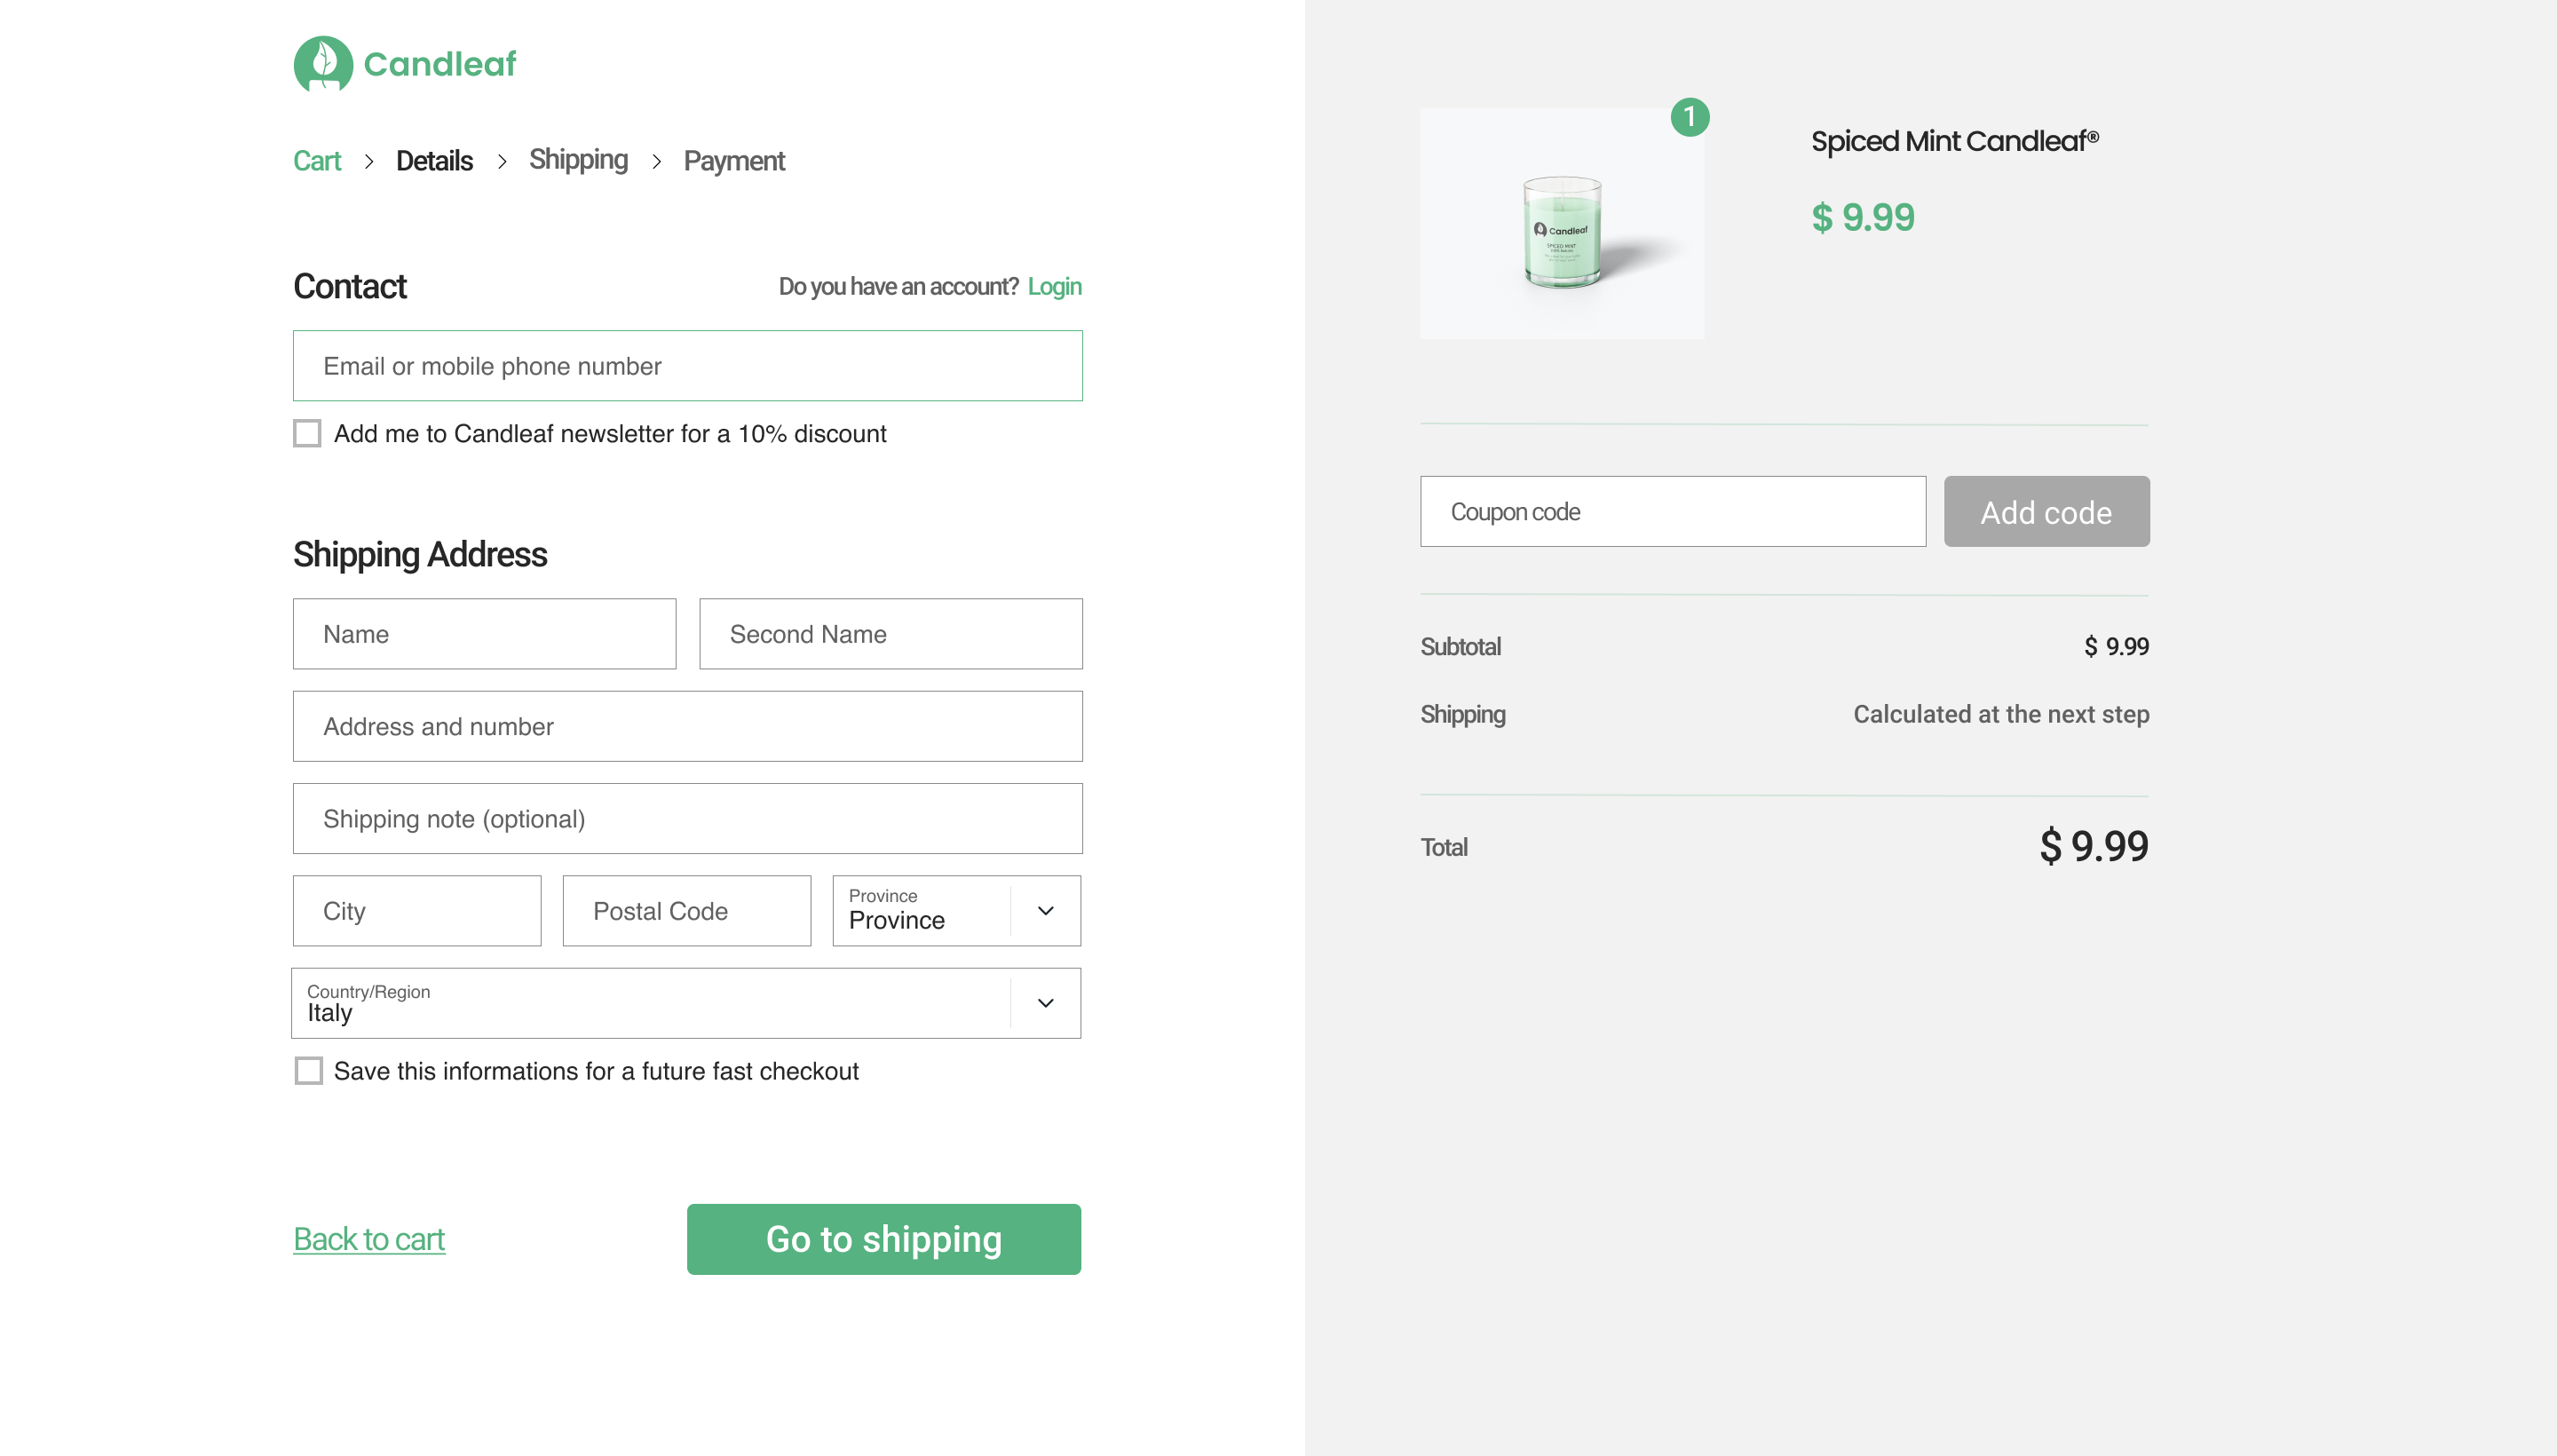 Candleaf
Cart > Details > Shipping > Payment
Contact
Do you have an account? Login
Email or mobile phone number
Add me to Candleaf newsletter for a 10% discount
Shipping Address
Name
Second Name
Address and number
Shipping note (optional)
City
Postal Code
Province
Province
Country/Region
Italy
Save this informations for a future fast checkout
Back to cart
Go to shipping
1
Candleaf
SPICED MINT
Spiced Mint Candleaf®
$ 9.99
Coupon code
Add code
Subtotal
$ 9.99
Shipping
Calculated at the next step
Total
$ 9.99